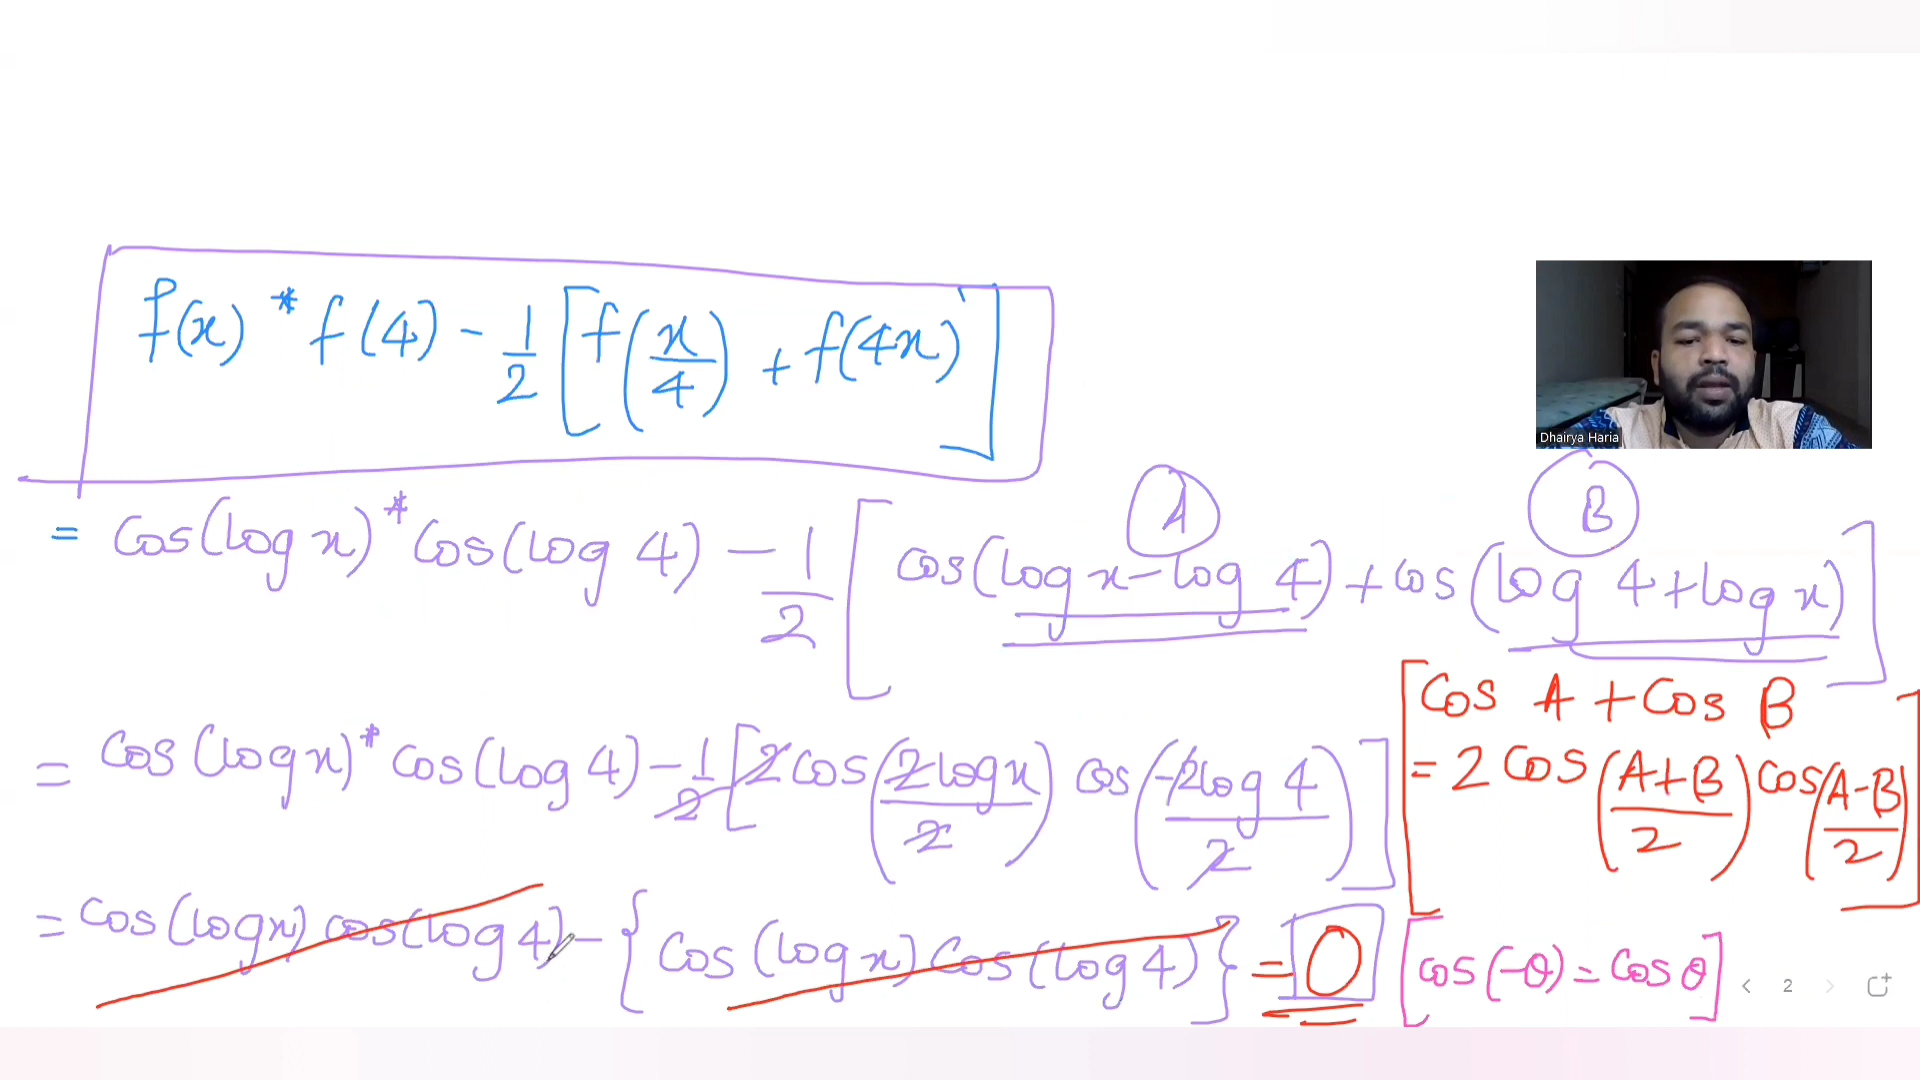 f(x) * f(4) - 1/2 [f(x/4) + f(4x)]
Dhairya Haria
A B
= cos(log x) * cos(log 4) - 1/2 [cos(log x - log 4) + cos(log 4 + log x)]
[cos A + cos B
= 2 cos((A+B)/2) cos((A-B)/2)]
= cos(log x) * cos(log 4) - 1/2 [2 cos(2 log x/2) cos(-2 log 4/2)]
= cos(log x) cos(log 4) - {cos(log x) cos(log 4)} = 0 [cos(-θ) = cos θ]
2